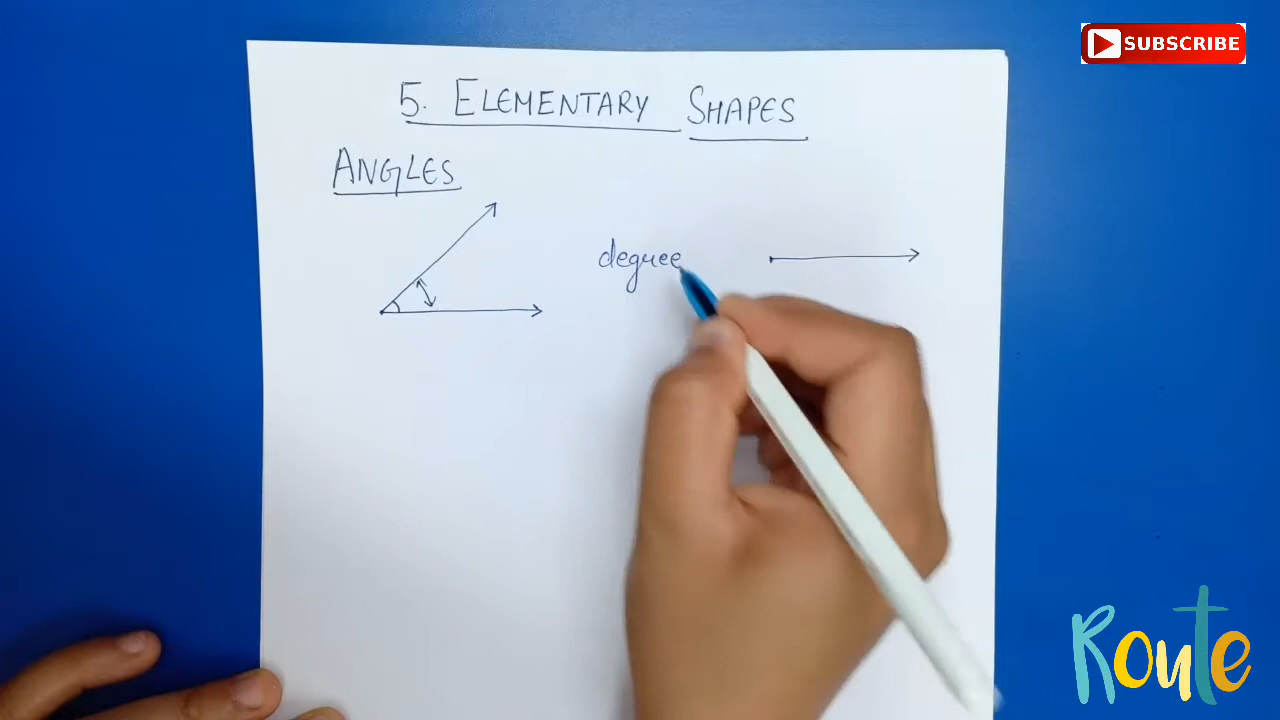 5. ELEMENTARY SHAPES
ANGLES
degree
SUBSCRIBE
Route